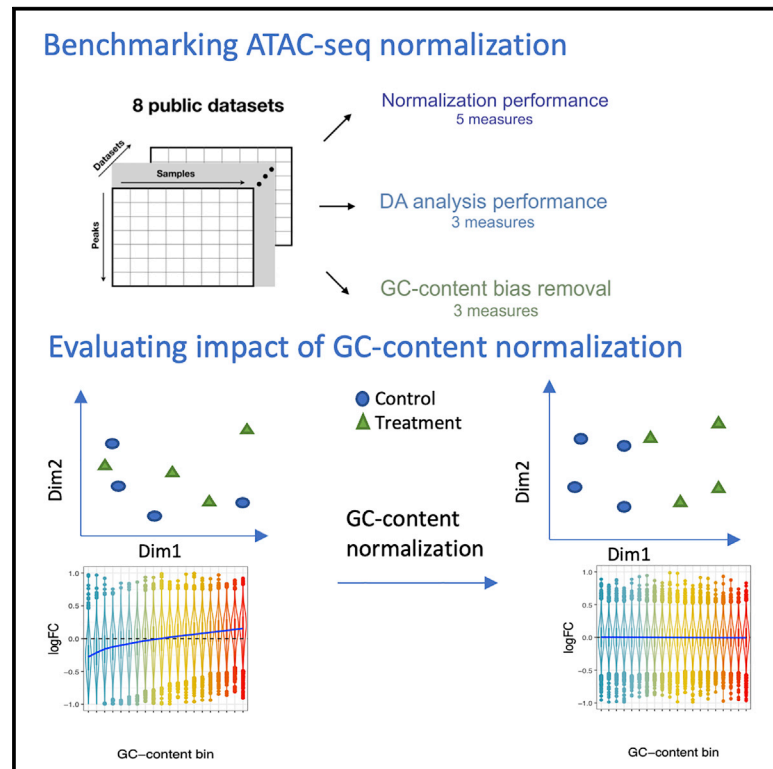 Benchmarking ATAC-seq normalization
8 public datasets
Datasets
Samples
Peaks
Normalization performance
5 measures
DA analysis performance
3 measures
GC-content bias removal
3 measures
Evaluating impact of GC-content normalization
Control
Treatment
Dim2
Dim1
GC-content
normalization
Dim2
Dim1
logFC
1.0
0.5
0.0
−0.5
−1.0
GC−content bin
logFC
1.0
0.5
0.0
−0.5
−1.0
GC−content bin